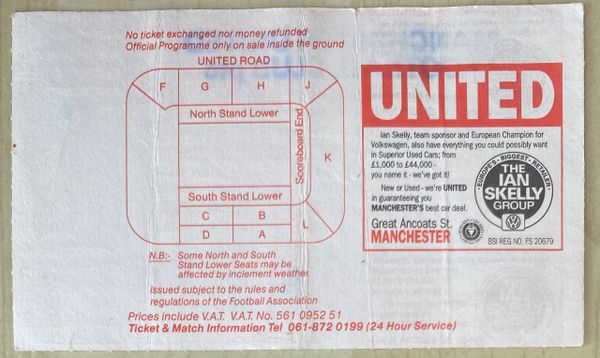 No ticket exchanged nor money refunded
Official Programme only on sale inside the ground
UNITED ROAD
F G H J
North Stand Lower
Scoreboard End
K
South Stand Lower
C B
D A L
N.B:- Some North and South
Stand Lower Seats may be
affected by inclement weather.
Issued subject to the rules and
regulations of the Football Association
Prices include V.A.T. V.A.T. No. 561 0952 51
Ticket & Match Information Tel 061-872 0199 (24 Hour Service)
UNITED
Ian Skelly, team sponsor and European Champion for
Volkswagen, also have everything you could possibly want
in Superior Used Cars; from
£1,000 to £44,000 -
you name it - we've got it!
New or Used - we're UNITED
in guaranteeing you
MANCHESTER'S best car deal.
Great Ancoats St.
MANCHESTER
EUROPE'S BIGGEST RETAILER
THE
IAN
SKELLY
GROUP
BSI REG NO. FS 20679